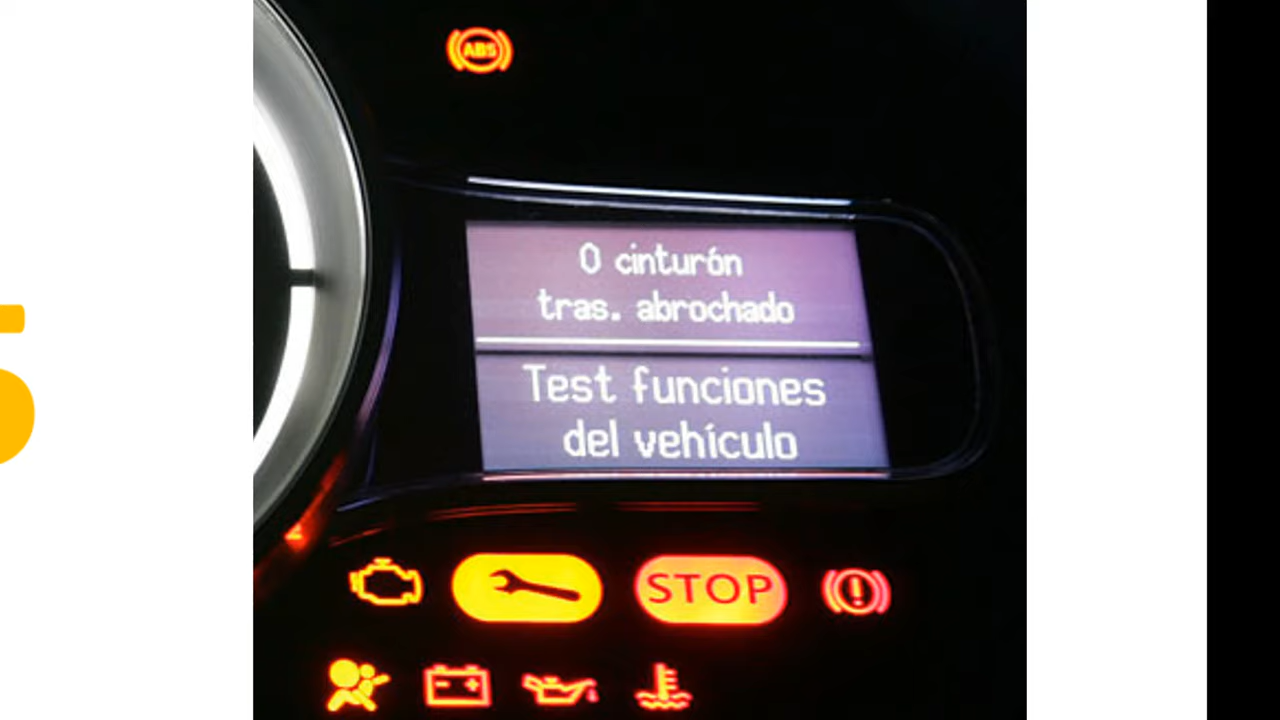 ABS
0 cinturón
tras. abrochado
Test funciones
del vehículo
STOP